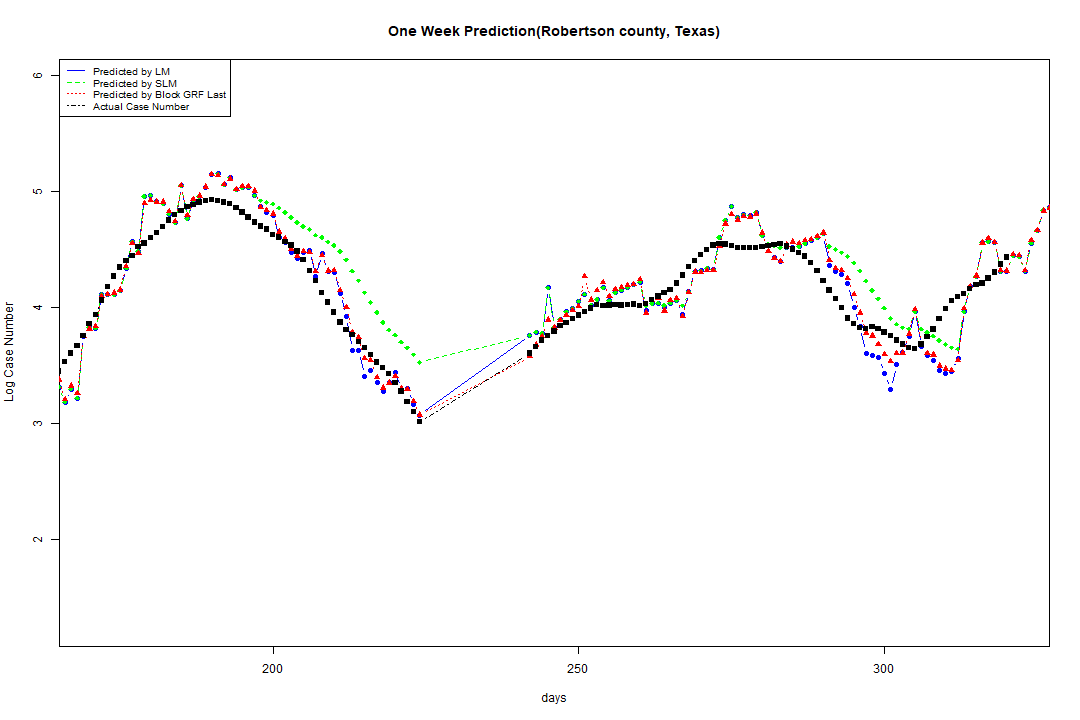 One Week Prediction(Robertson county, Texas)
Predicted by LM
Predicted by SLM
Predicted by Block GRF Last
Actual Case Number
6
5
4
3
2
Log Case Number
200
250
300
days